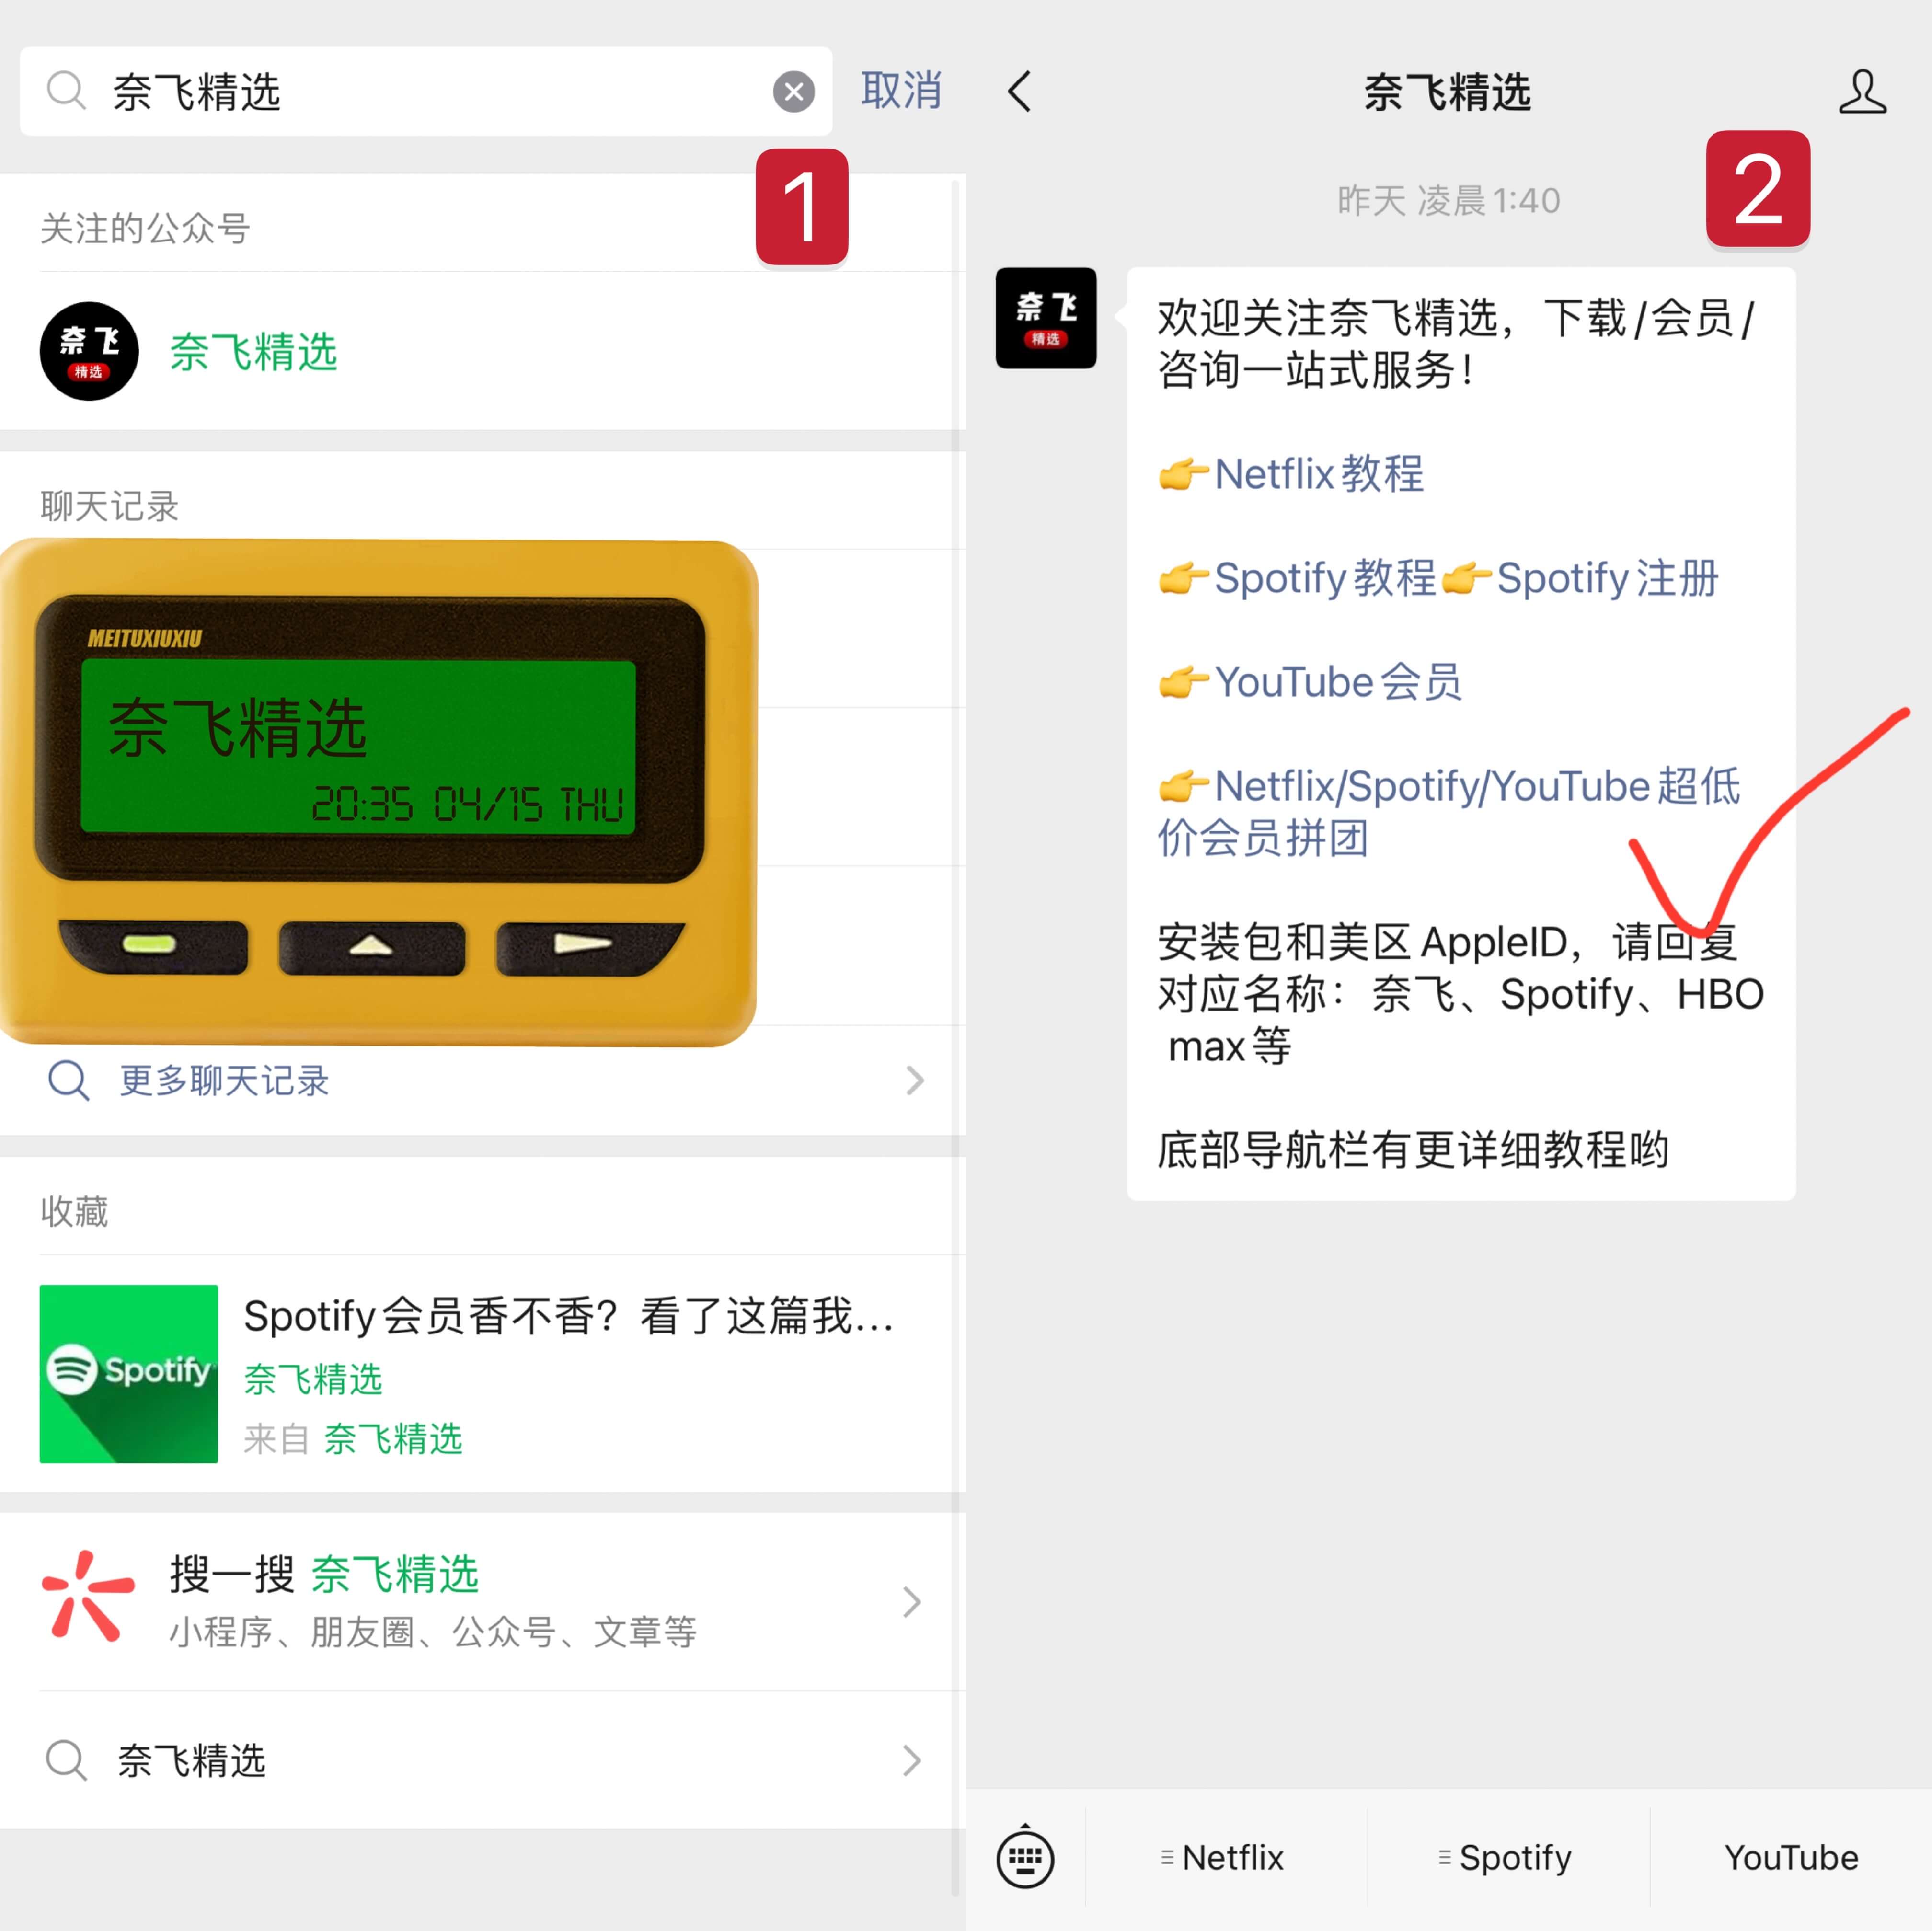 奈飞精选
取消
1
关注的公众号
奈飞
精选
奈飞精选
聊天记录
MEITUXIUXIU
奈飞精选
20:35 04/15 THU
更多聊天记录
收藏
Spotify
Spotify会员香不香？看了这篇我...
奈飞精选
来自 奈飞精选
搜一搜 奈飞精选
小程序、朋友圈、公众号、文章等
奈飞精选
奈飞精选
2
昨天 凌晨1:40
奈飞
精选
欢迎关注奈飞精选，下载/会员/
咨询一站式服务！
👉Netflix教程
👉Spotify教程👉Spotify注册
👉YouTube会员
👉Netflix/Spotify/YouTube超低
价会员拼团
安装包和美区AppleID，请回复
对应名称：奈飞、Spotify、HBO
max等
底部导航栏有更详细教程哟
Netflix
Spotify
YouTube